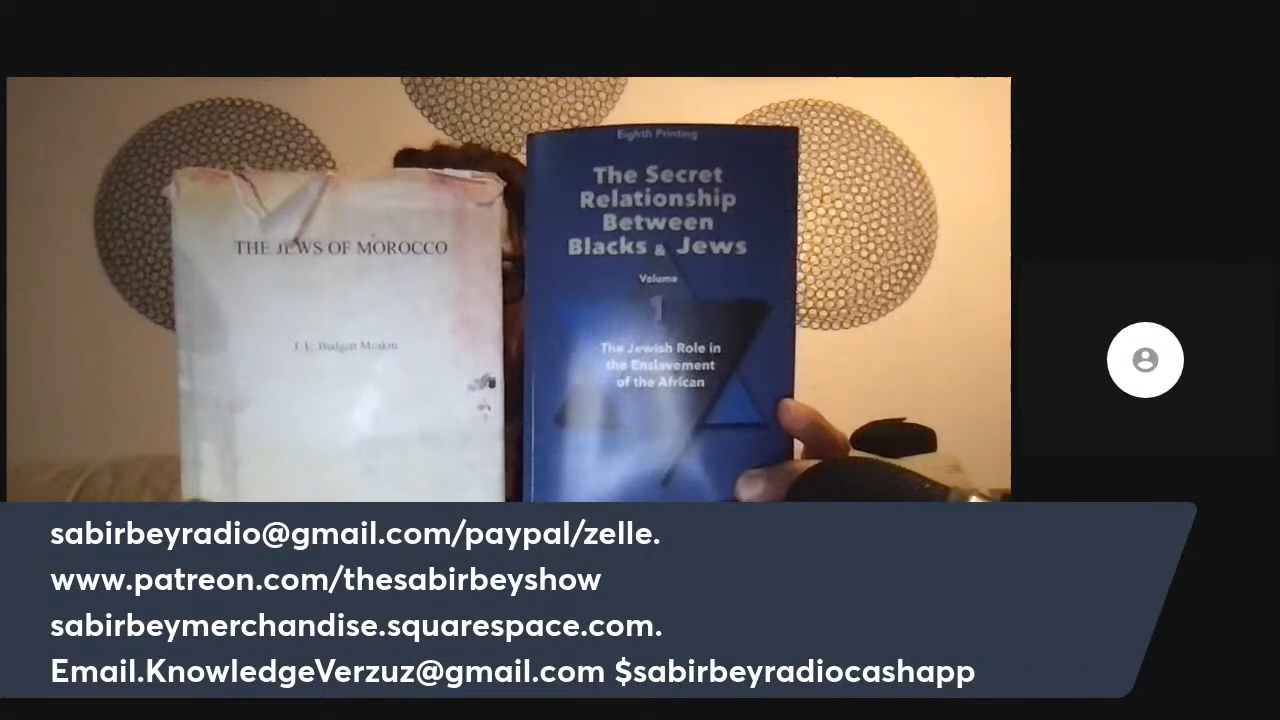 THE JEWS OF MOROCCO
J. E. Budgett Meakin
Eighth Printing
The Secret
Relationship
Between
Blacks & Jews
Volume
1
The Jewish Role in
the Enslavement
of the African
sabirbeyradio@gmail.com/paypal/zelle.
www.patreon.com/thesabirbeyshow
sabirbeymerchandise.squarespace.com.
Email.KnowledgeVerzuz@gmail.com $sabirbeyradiocashapp